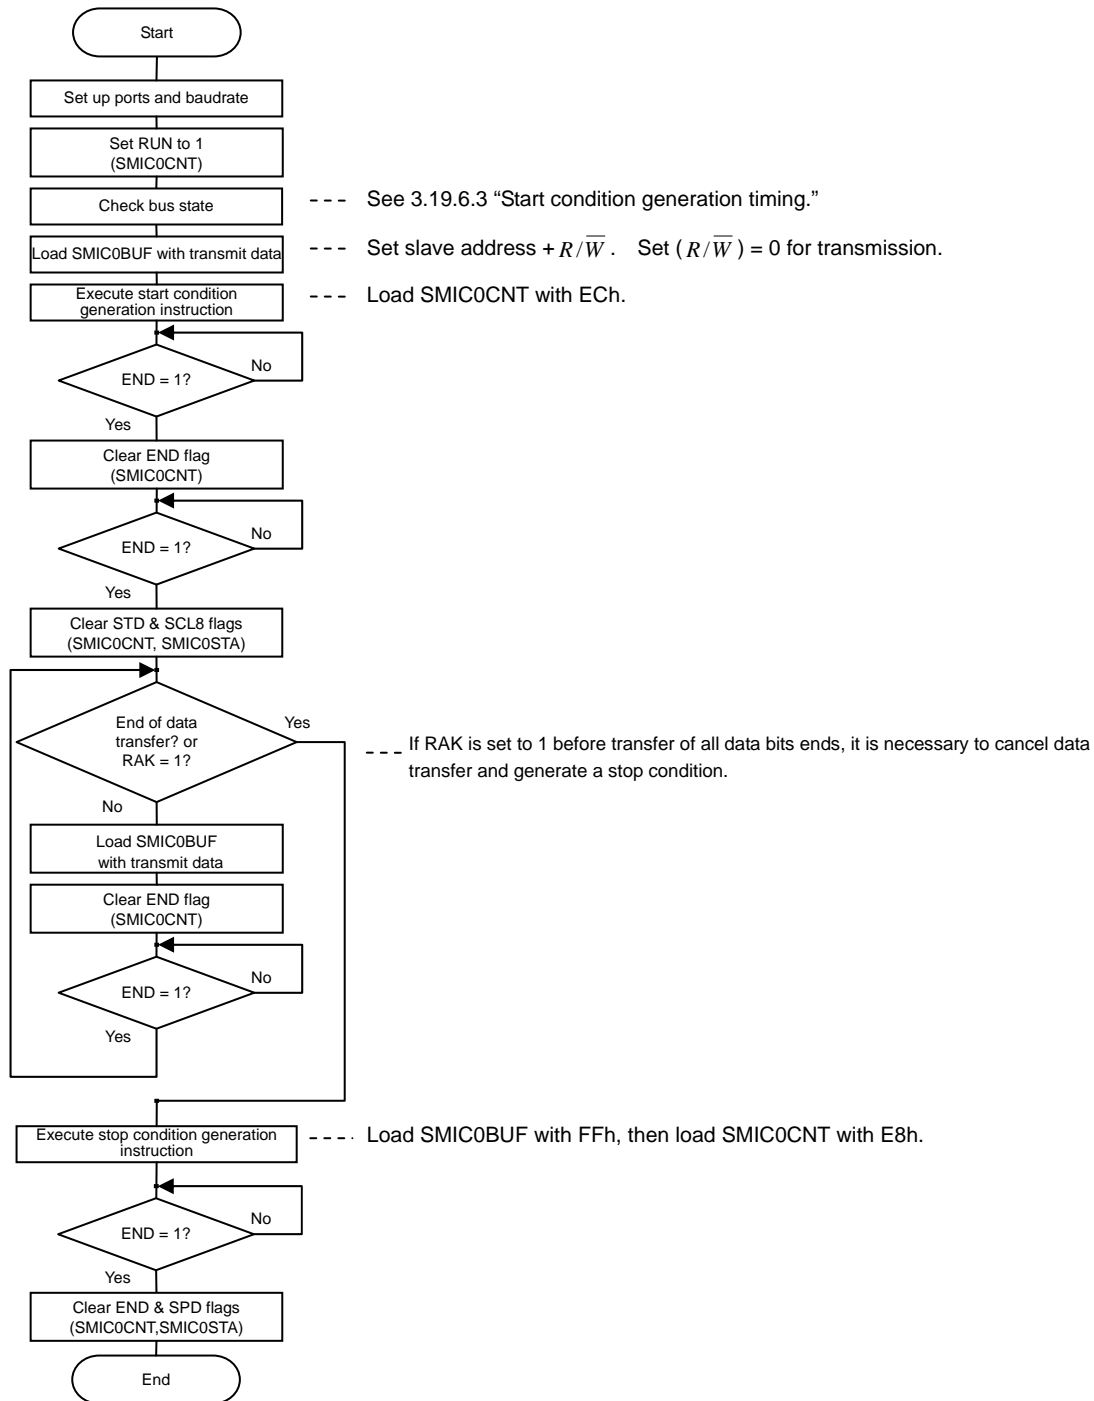 Start
Set up ports and baudrate
Set RUN to 1
(SMIC0CNT)
Check bus state
See 3.19.6.3 “Start condition generation timing.”
Load SMIC0BUF with transmit data
Set slave address + R/W̅ . Set ( R/W̅ ) = 0 for transmission.
Execute start condition
generation instruction
Load SMIC0CNT with ECh.
END = 1?
No
Yes
Clear END flag
(SMIC0CNT)
END = 1?
No
Yes
Clear STD & SCL8 flags
(SMIC0CNT, SMIC0STA)
End of data
transfer? or
RAK = 1?
Yes
No
If RAK is set to 1 before transfer of all data bits ends, it is necessary to cancel data
transfer and generate a stop condition.
Load SMIC0BUF
with transmit data
Clear END flag
(SMIC0CNT)
END = 1?
No
Yes
Execute stop condition generation
instruction
Load SMIC0BUF with FFh, then load SMIC0CNT with E8h.
END = 1?
No
Yes
Clear END & SPD flags
(SMIC0CNT,SMIC0STA)
End